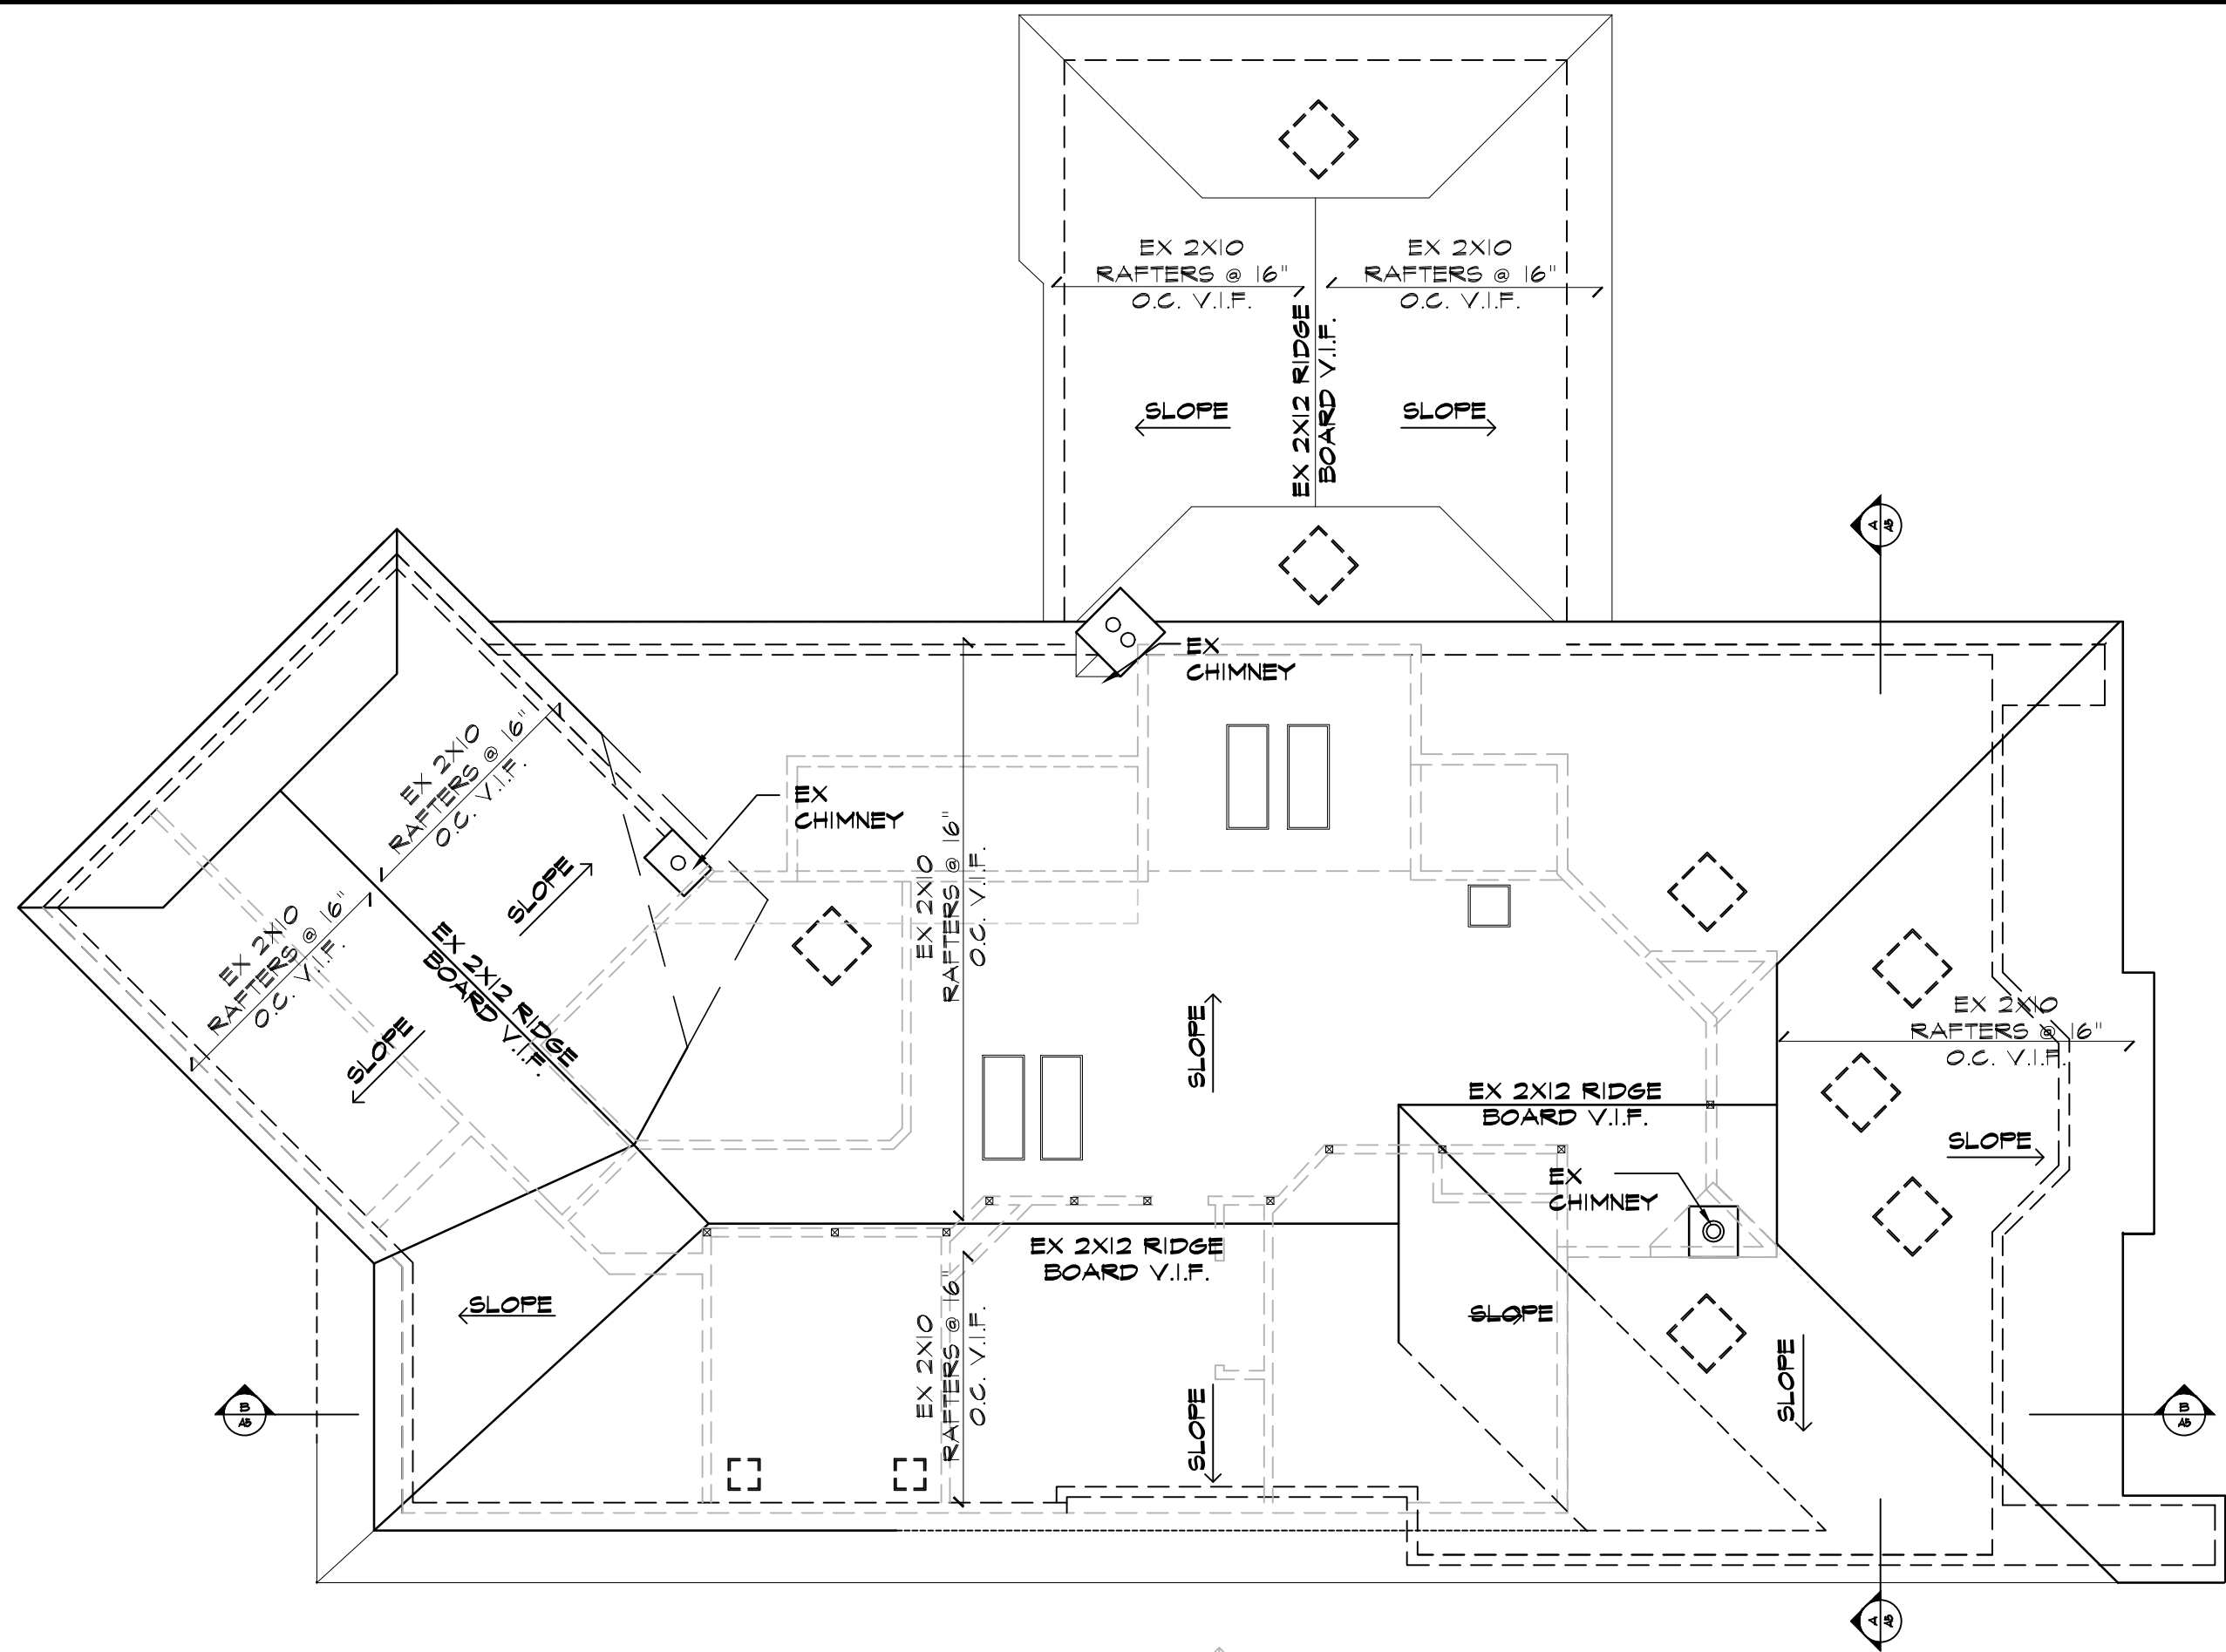 EX 2X10
RAFTERS @ 16"
O.C. V.I.F.
EX 2X10
RAFTERS @ 16"
O.C. V.I.F.
EX 2X12 RIDGE
BOARD V.I.F.
SLOPE
SLOPE
A
A5
EX
CHIMNEY
EX 2X10
RAFTERS @ 16"
O.C. V.I.F.
EX
CHIMNEY
EX 2X10
RAFTERS @ 16"
O.C. V.I.F.
SLOPE
EX 2X10
RAFTERS @ 16"
O.C. V.I.F.
EX 2X12 RIDGE
BOARD V.I.F.
SLOPE
SLOPE
EX 2X10
RAFTERS @ 16"
O.C. V.I.F.
EX 2X12 RIDGE
BOARD V.I.F.
SLOPE
EX
CHIMNEY
EX 2X12 RIDGE
BOARD V.I.F.
SLOPE
SLOPE
EX 2X10
RAFTERS @ 16"
O.C. V.I.F.
SLOPE
SLOPE
B
A5
B
A5
A
A5